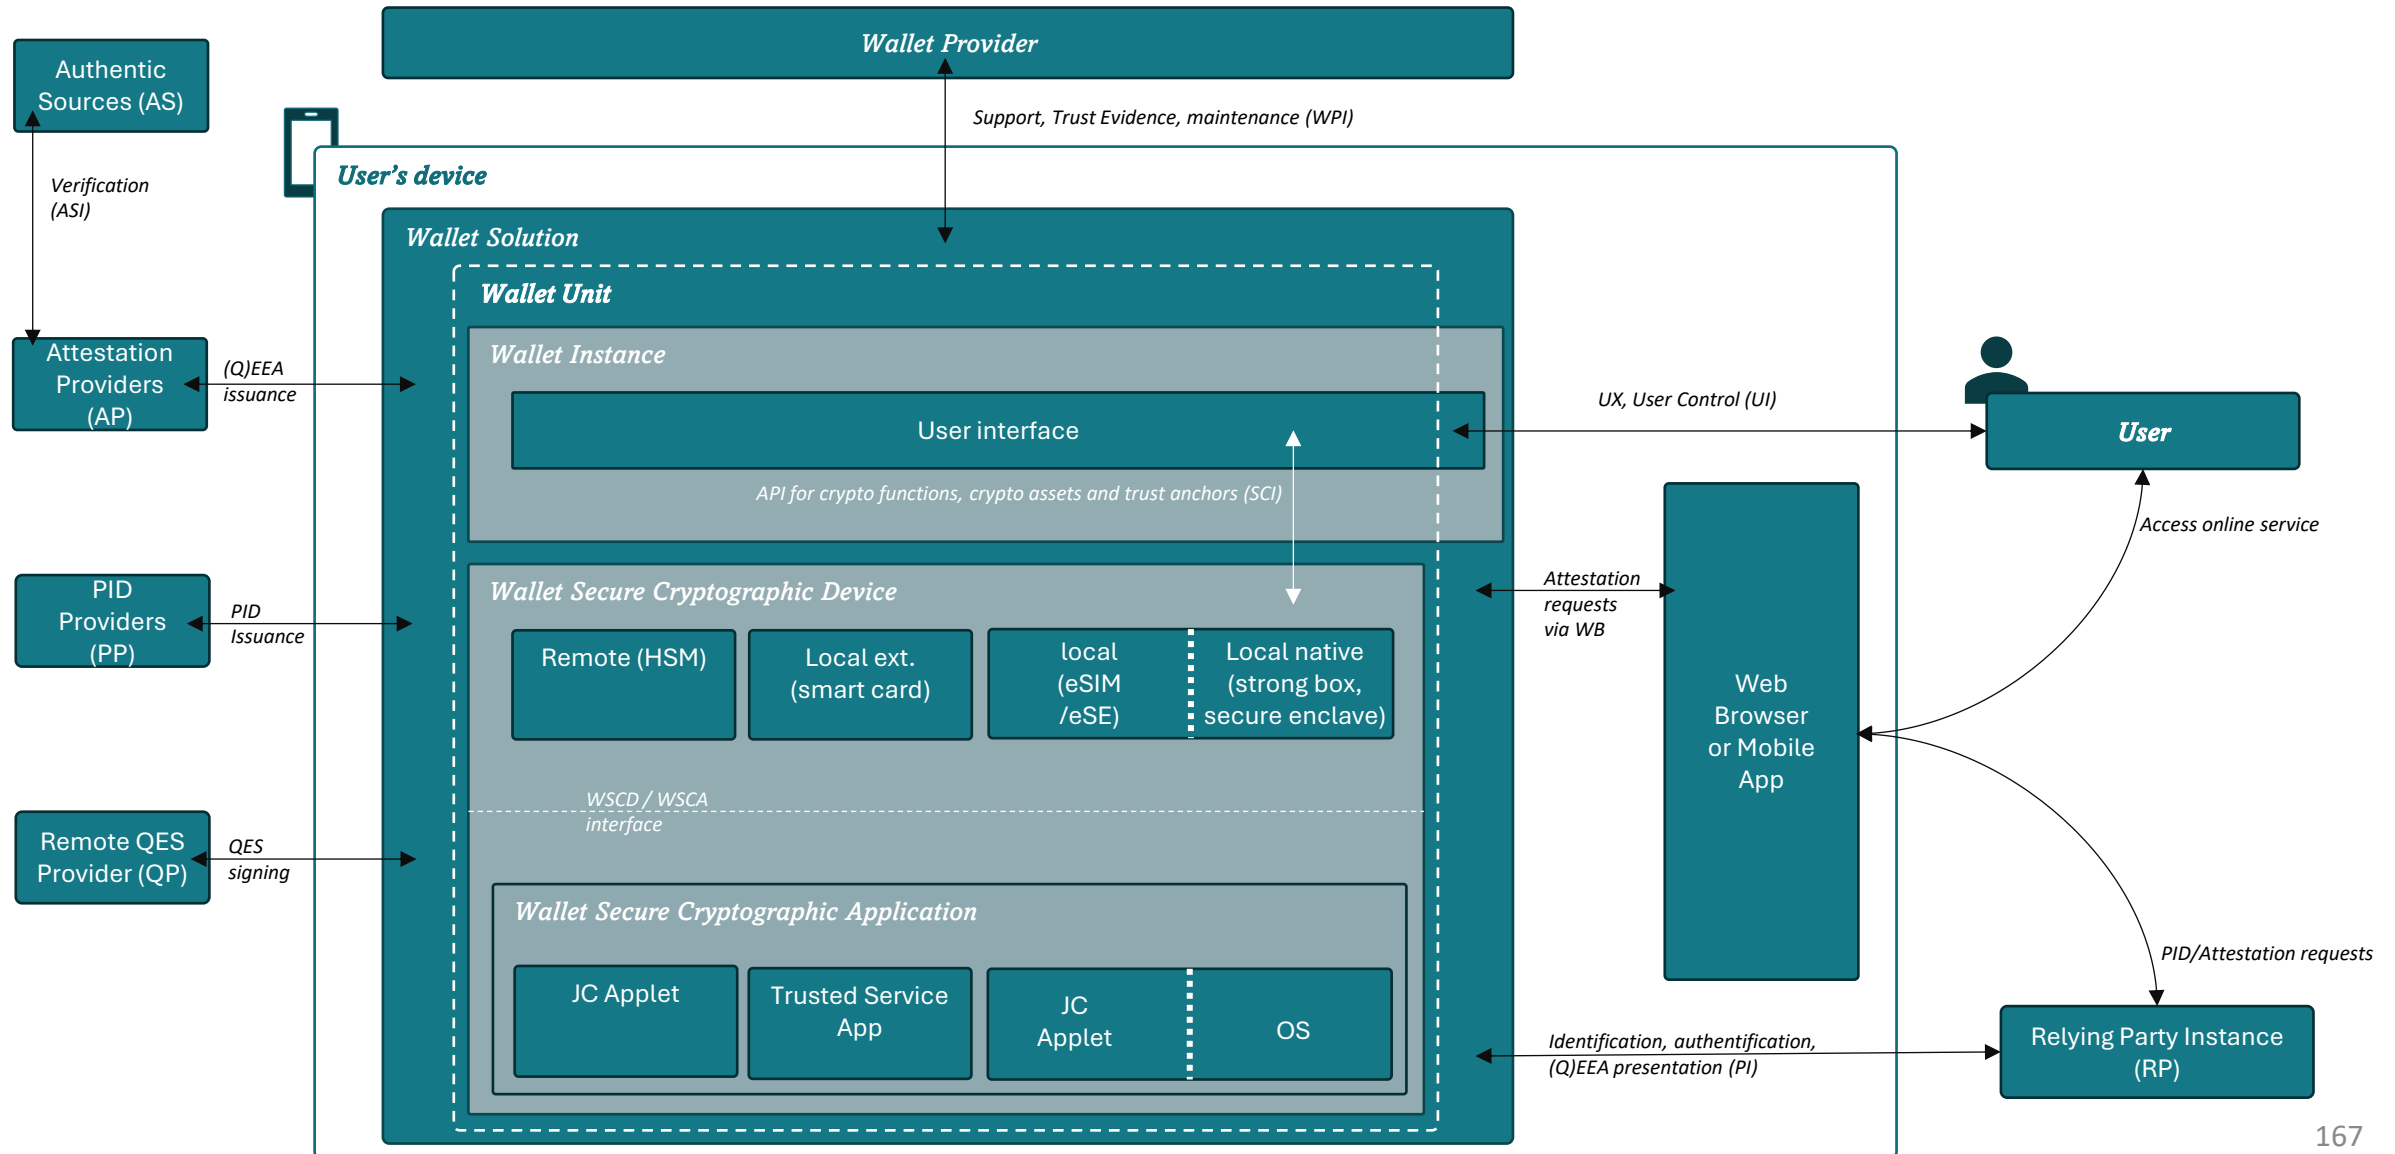 Wallet Provider
Authentic
Sources (AS)
Support, Trust Evidence, maintenance (WPI)
User's device
Verification
(ASI)
Wallet Solution
Wallet Unit
Attestation
Providers
(AP)
(Q)EEA
issuance
Wallet Instance
User interface
UX, User Control (UI)
User
API for crypto functions, crypto assets and trust anchors (SCI)
Access online service
PID
Providers
(PP)
PID
Issuance
Wallet Secure Cryptographic Device
Attestation
requests
via WB
Remote (HSM)
Local ext.
(smart card)
local
(eSIM
/eSE)
Local native
(strong box,
secure enclave)
Web
Browser
or Mobile
App
WSCD / WSCA
interface
Remote QES
Provider (QP)
QES
signing
Wallet Secure Cryptographic Application
JC Applet
Trusted Service
App
JC
Applet
OS
PID/Attestation requests
Identification, authentification,
(Q)EEA presentation (PI)
Relying Party Instance
(RP)
167